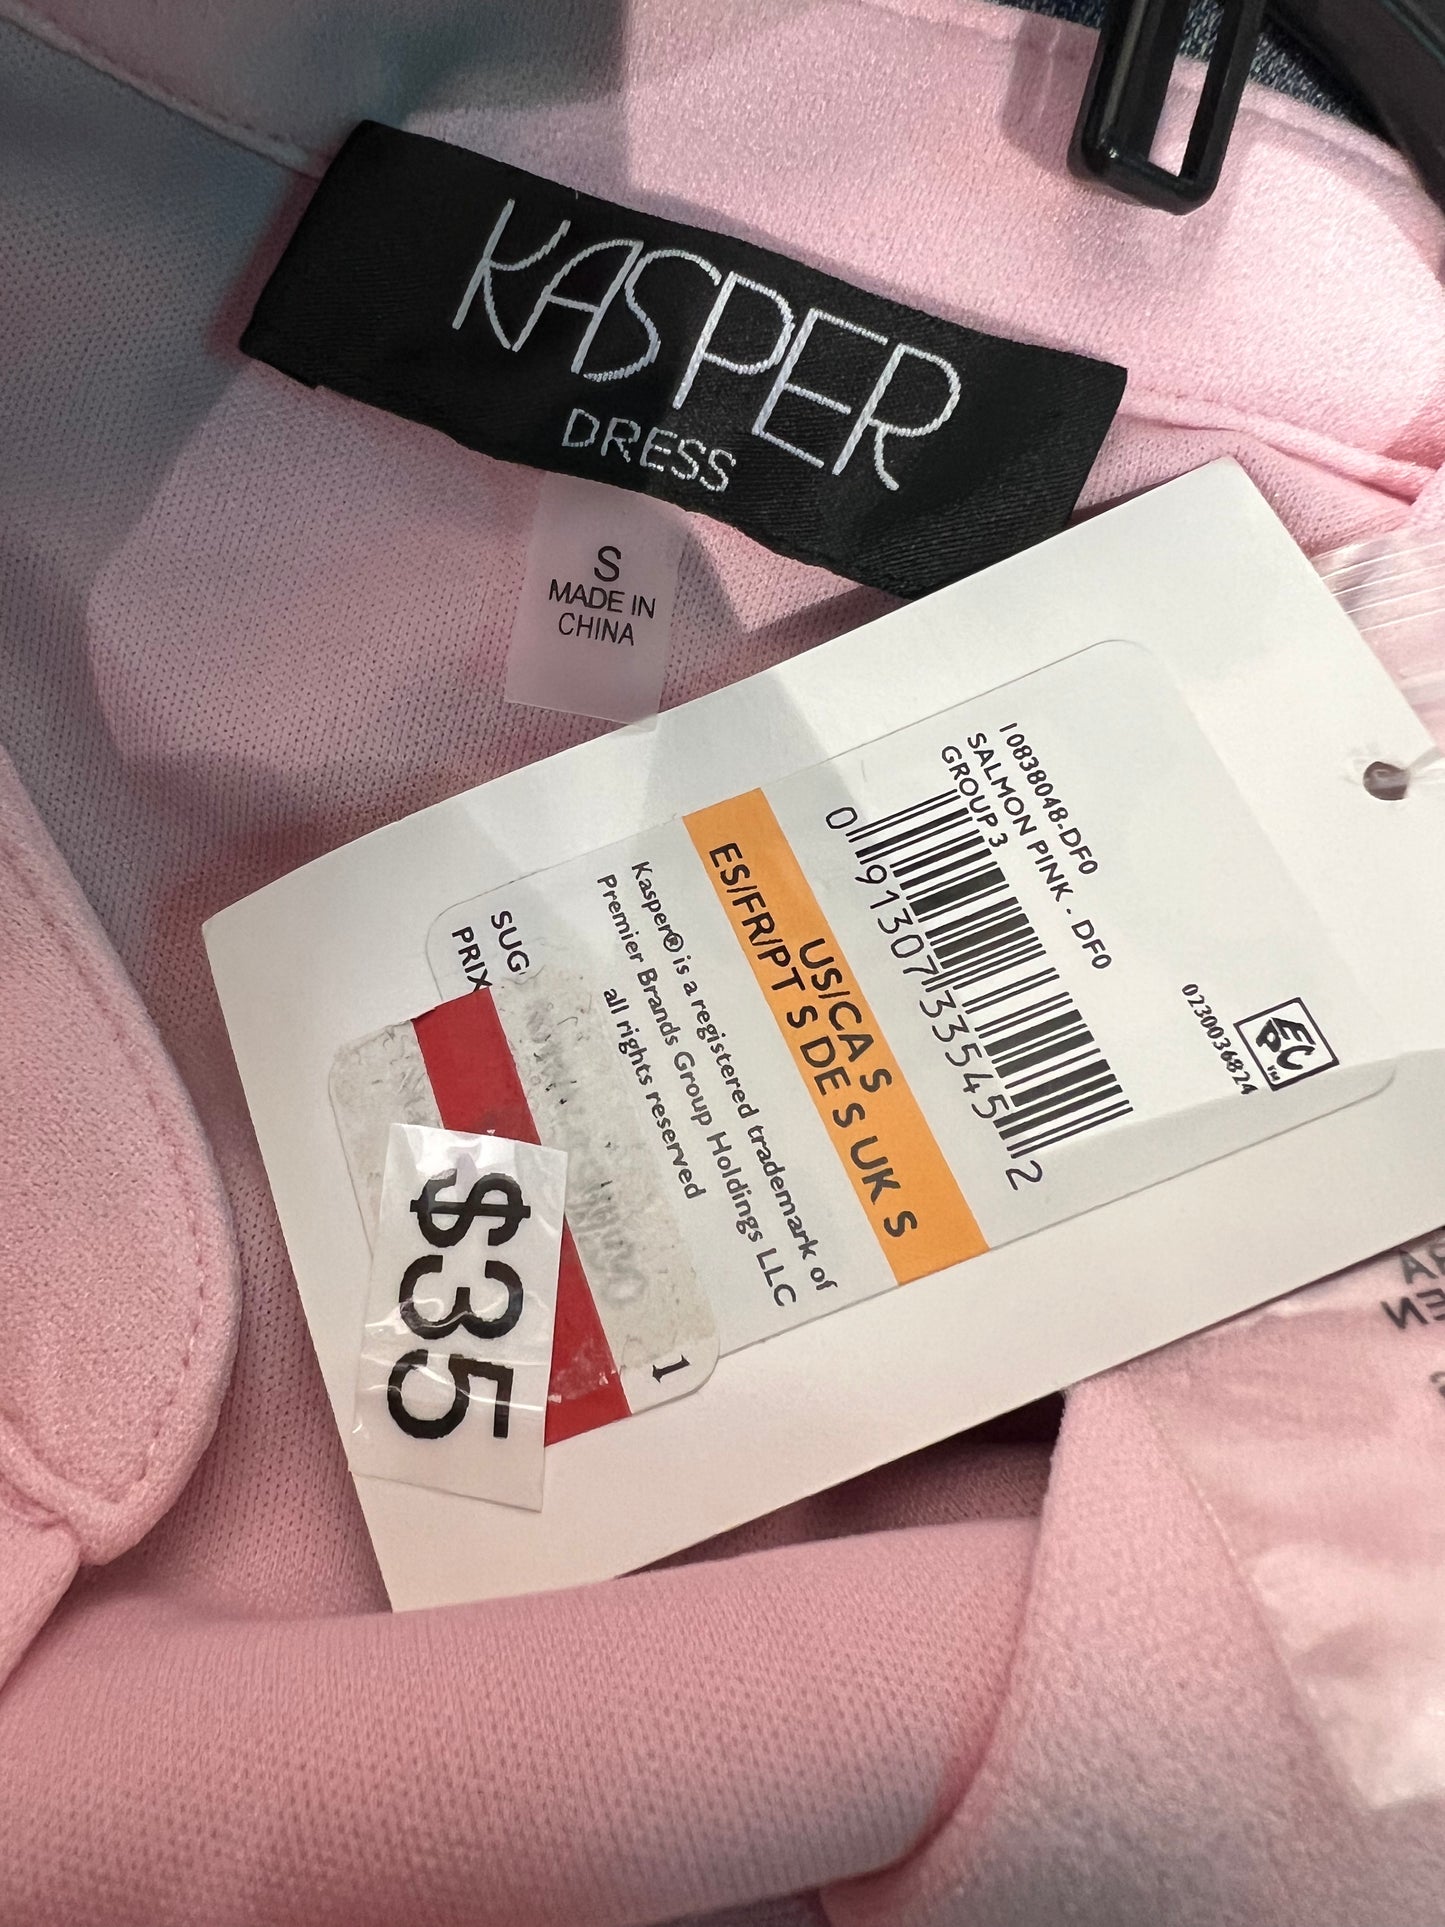 KASPER
DRESS
S
MADE IN
CHINA
10838048-DF0
SALMON PINK - DF0
GROUP 3
0 91307 33545 2
EPC™
0230036824
US/CA S
ES/FR/PT S DE S UK S
Kasper® is a registered trademark of
Premier Brands Group Holdings LLC
all rights reserved
SUG
PRIX
1
$35